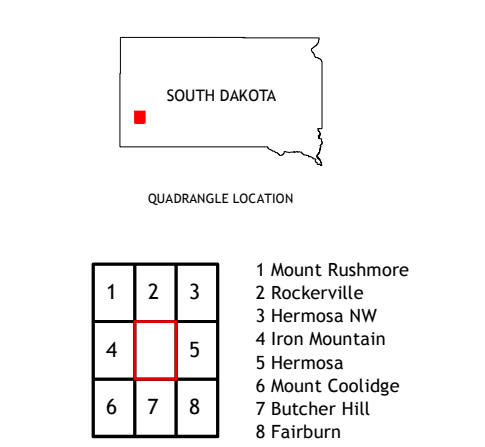 SOUTH DAKOTA
QUADRANGLE LOCATION
1 2 3
4 5
6 7 8
1 Mount Rushmore
2 Rockerville
3 Hermosa NW
4 Iron Mountain
5 Hermosa
6 Mount Coolidge
7 Butcher Hill
8 Fairburn